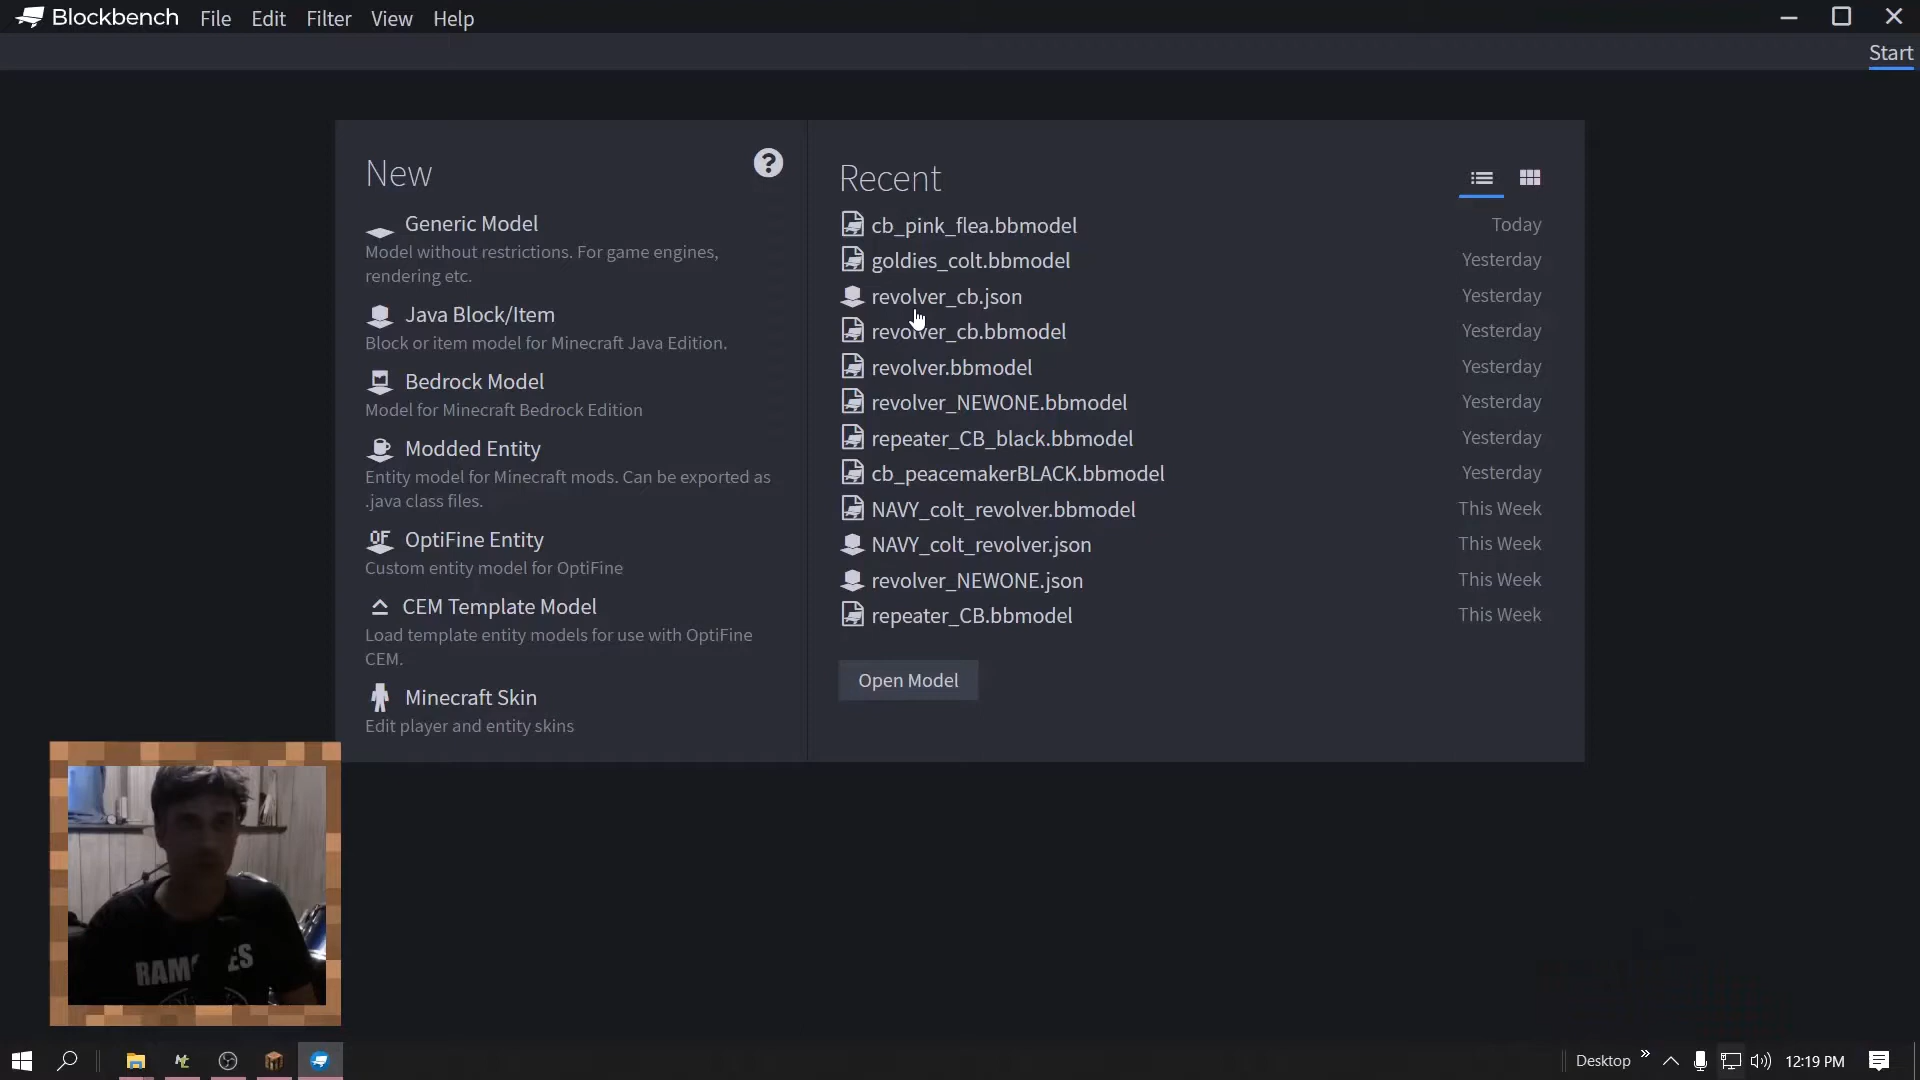 Blockbench File Edit Filter View Help
Start
New
Generic Model
Model without restrictions. For game engines,
rendering etc.
Java Block/Item
Block or item model for Minecraft Java Edition.
Bedrock Model
Model for Minecraft Bedrock Edition
Modded Entity
Entity model for Minecraft mods. Can be exported as
.java class files.
OF OptiFine Entity
Custom entity model for OptiFine
CEM Template Model
Load template entity models for use with OptiFine
CEM.
Minecraft Skin
Edit player and entity skins
Recent
cb_pink_flea.bbmodel Today
goldies_colt.bbmodel Yesterday
revolver_cb.json Yesterday
revolver_cb.bbmodel Yesterday
revolver.bbmodel Yesterday
revolver_NEWONE.bbmodel Yesterday
repeater_CB_black.bbmodel Yesterday
cb_peacemakerBLACK.bbmodel Yesterday
NAVY_colt_revolver.bbmodel This Week
NAVY_colt_revolver.json This Week
revolver_NEWONE.json This Week
repeater_CB.bbmodel This Week
Open Model
Desktop 12:19 PM